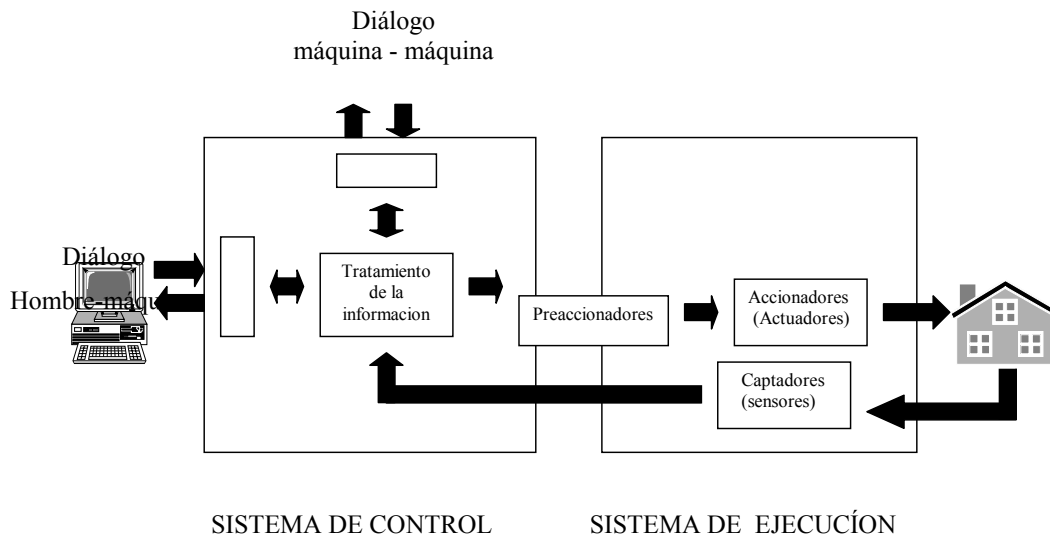 Diálogo
máquina - máquina
Diálogo
Hombre-máqu
Tratamiento
de la
informacion
Preaccionadores
Accionadores
(Actuadores)
Captadores
(sensores)
SISTEMA DE CONTROL
SISTEMA DE EJECUCÍON